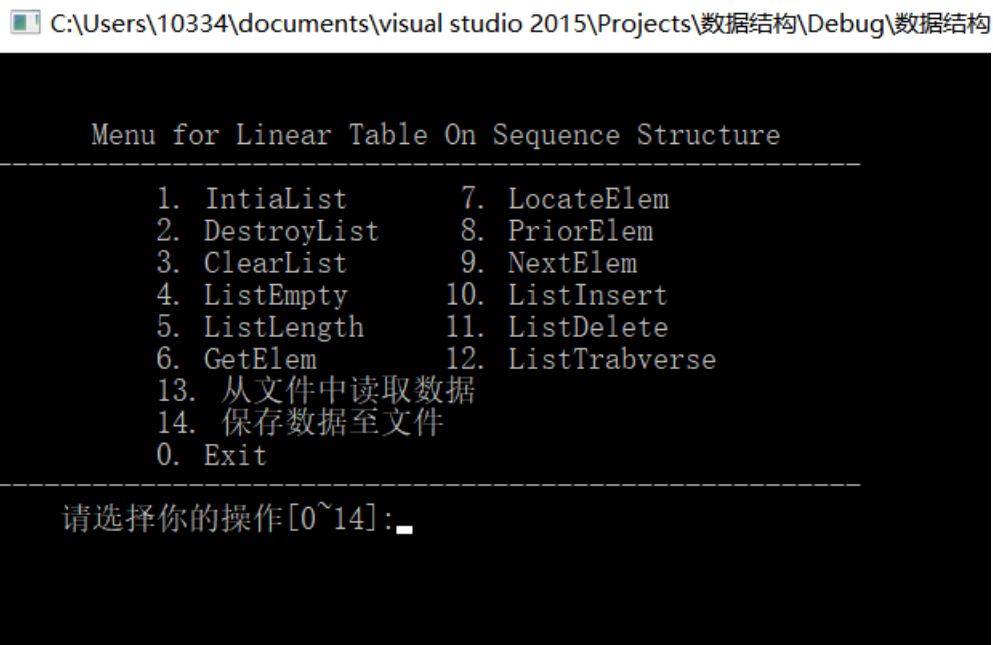 C:\Users\10334\documents\visual studio 2015\Projects\数据结构\Debug\数据结构
Menu for Linear Table On Sequence Structure
-------------------------------------------------------
1. IntiaList 7. LocateElem
2. DestroyList 8. PriorElem
3. ClearList 9. NextElem
4. ListEmpty 10. ListInsert
5. ListLength 11. ListDelete
6. GetElem 12. ListTrabverse
13. 从文件中读取数据
14. 保存数据至文件
0. Exit
-------------------------------------------------------
请选择你的操作[0~14]: